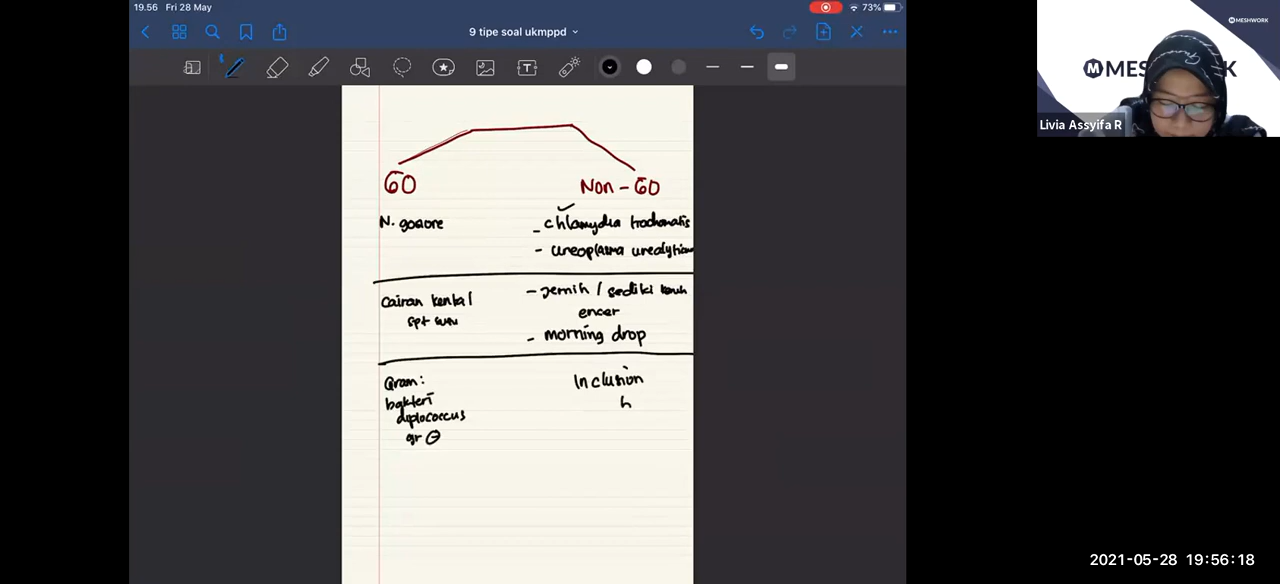 19.56 Fri 28 May
73%
9 tipe soal ukmppd
MESHWORK
MES K
Livia Assyifa R
GO
Non - GO
N. gonore
- chlamydia trachomatis
- ureoplasma urealyticum
Cairan kental
spt susu
- Jernih / sedikit keruh
encer
- morning drop
Gram:
bakteri
diplococcus
gr ⊖
Inclusion
b
2021-05-28 19:56:18